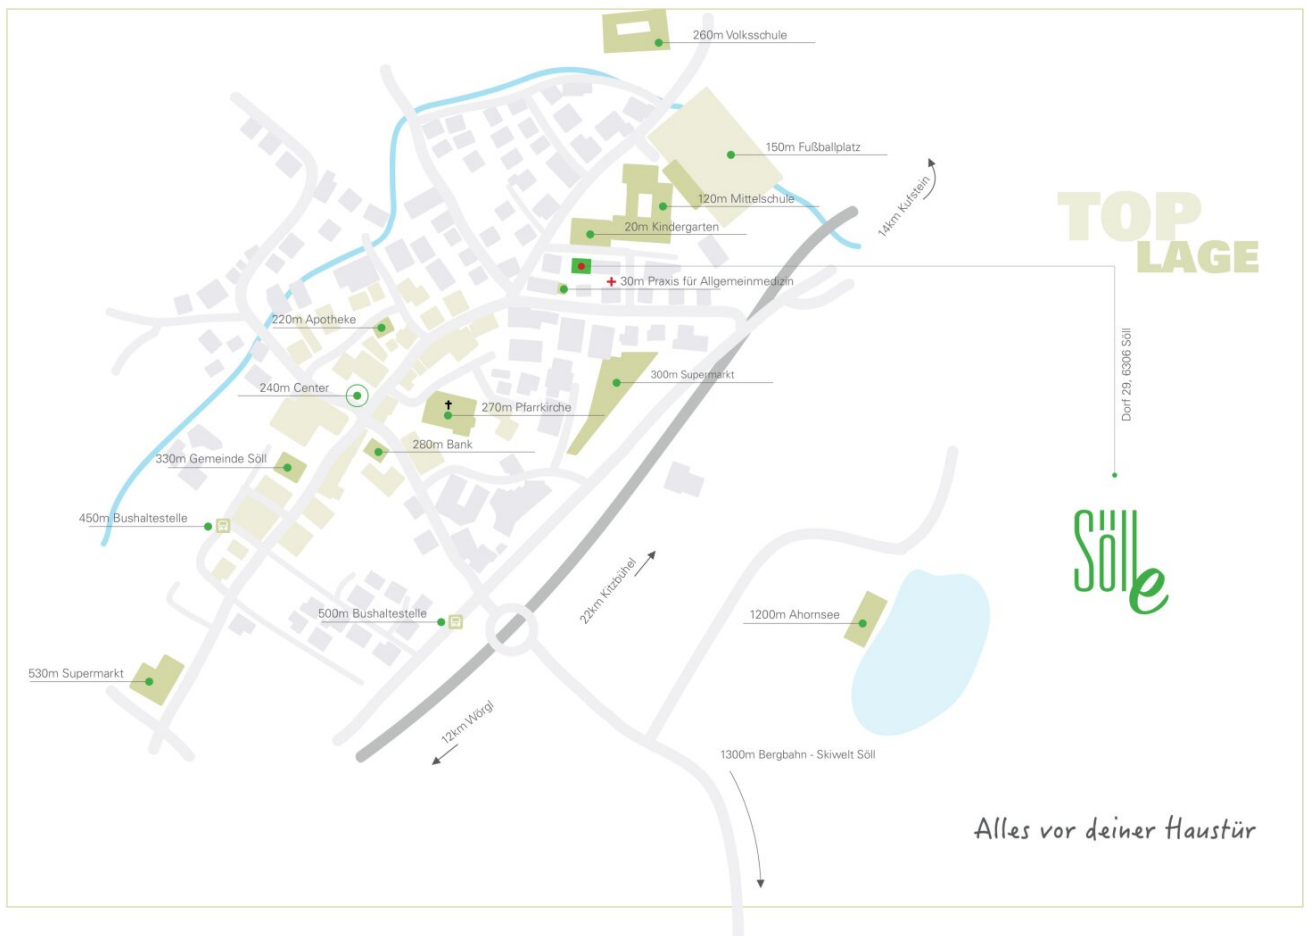 260m Volksschule
150m Fußballplatz
14km Kufstein
120m Mittelschule
TOP
LAGE
20m Kindergarten
30m Praxis für Allgemeinmedizin
220m Apotheke
Dorf 29, 6306 Söll
300m Supermarkt
240m Center
270m Pfarrkirche
280m Bank
330m Gemeinde Söll
450m Bushaltestelle
Sölle
22km Kitzbühel
500m Bushaltestelle
1200m Ahornsee
530m Supermarkt
12km Wörgl
1300m Bergbahn - Skiwelt Söll
Alles vor deiner Haustür